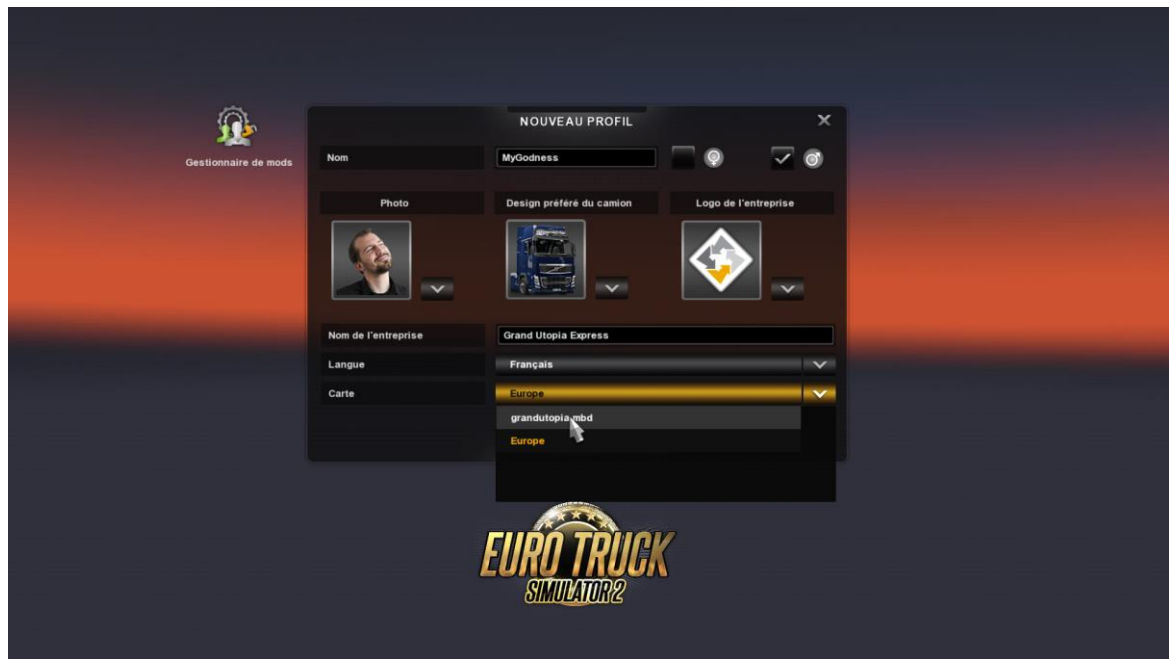 NOUVEAU PROFIL
Gestionnaire de mods
Nom
MyGodness
Photo
Design préféré du camion
Logo de l'entreprise
Nom de l'entreprise
Grand Utopia Express
Langue
Français
Carte
Europe
grandutopia.mbd
Europe
EURO TRUCK
SIMULATOR 2